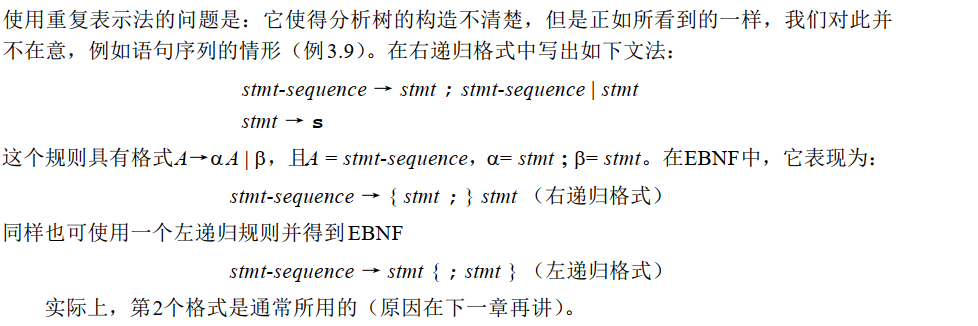 使用重复表示法的问题是：它使得分析树的构造不清楚，但是正如所看到的一样，我们对此并
不在意，例如语句序列的情形（例3.9）。在右递归格式中写出如下文法：
stmt-sequence → stmt ; stmt-sequence | stmt
stmt → s
这个规则具有格式A→αA | β，且A = stmt-sequence，α= stmt ; β= stmt。在EBNF中，它表现为：
stmt-sequence → { stmt ; } stmt （右递归格式）
同样也可使用一个左递归规则并得到EBNF
stmt-sequence → stmt { ; stmt } （左递归格式）
实际上，第2个格式是通常所用的（原因在下一章再讲）。